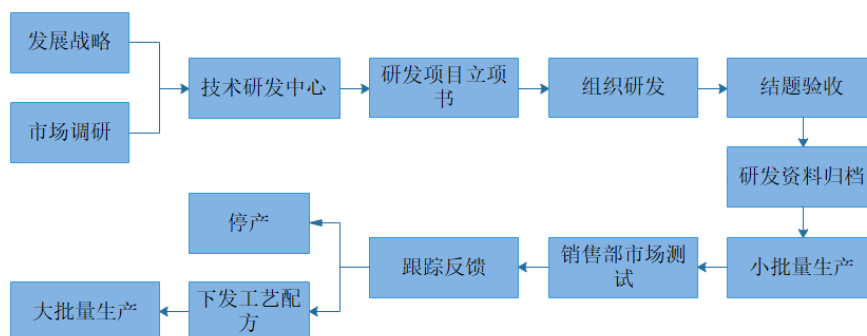 发展战略
市场调研
技术研发中心
研发项目立项
书
组织研发
结题验收
研发资料归档
小批量生产
销售部市场测
试
跟踪反馈
停产
下发工艺配
方
大批量生产